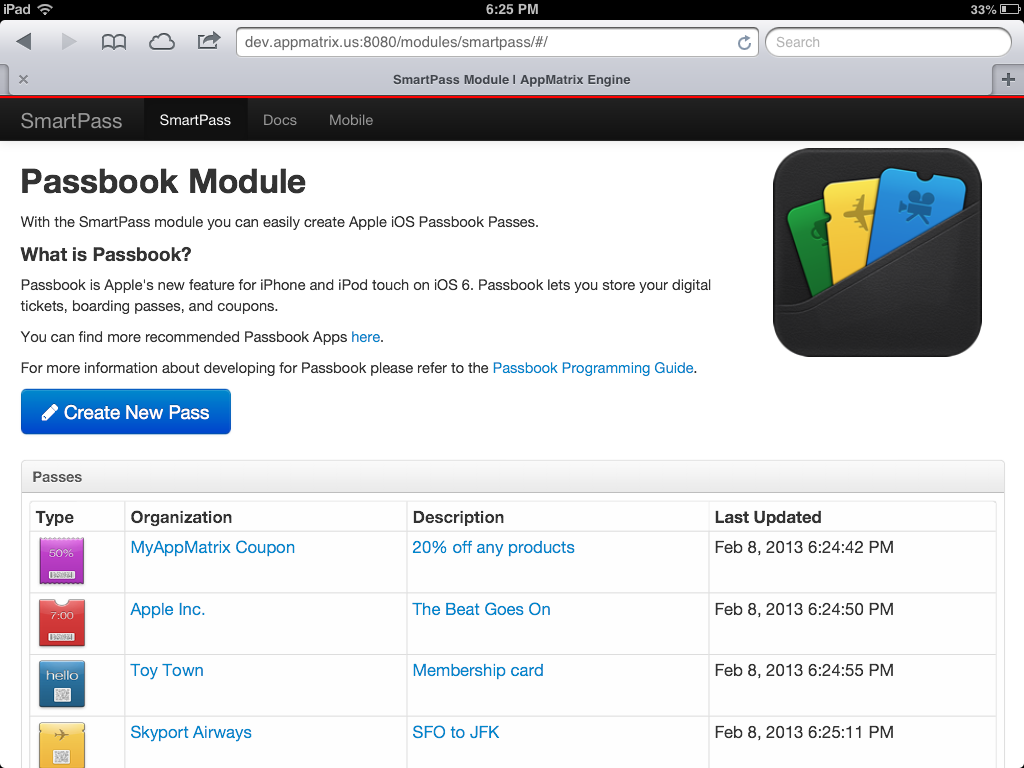 iPad 6:25 PM 33%
dev.appmatrix.us:8080/modules/smartpass/#/ Search
SmartPass Module | AppMatrix Engine
SmartPass SmartPass Docs Mobile
Passbook Module
With the SmartPass module you can easily create Apple iOS Passbook Passes.
What is Passbook?
Passbook is Apple's new feature for iPhone and iPod touch on iOS 6. Passbook lets you store your digital
tickets, boarding passes, and coupons.
You can find more recommended Passbook Apps here.
For more information about developing for Passbook please refer to the Passbook Programming Guide.
Create New Pass
Passes
Type Organization Description Last Updated
50% MyAppMatrix Coupon 20% off any products Feb 8, 2013 6:24:42 PM
7:00 Apple Inc. The Beat Goes On Feb 8, 2013 6:24:50 PM
hello Toy Town Membership card Feb 8, 2013 6:24:55 PM
Skyport Airways SFO to JFK Feb 8, 2013 6:25:11 PM